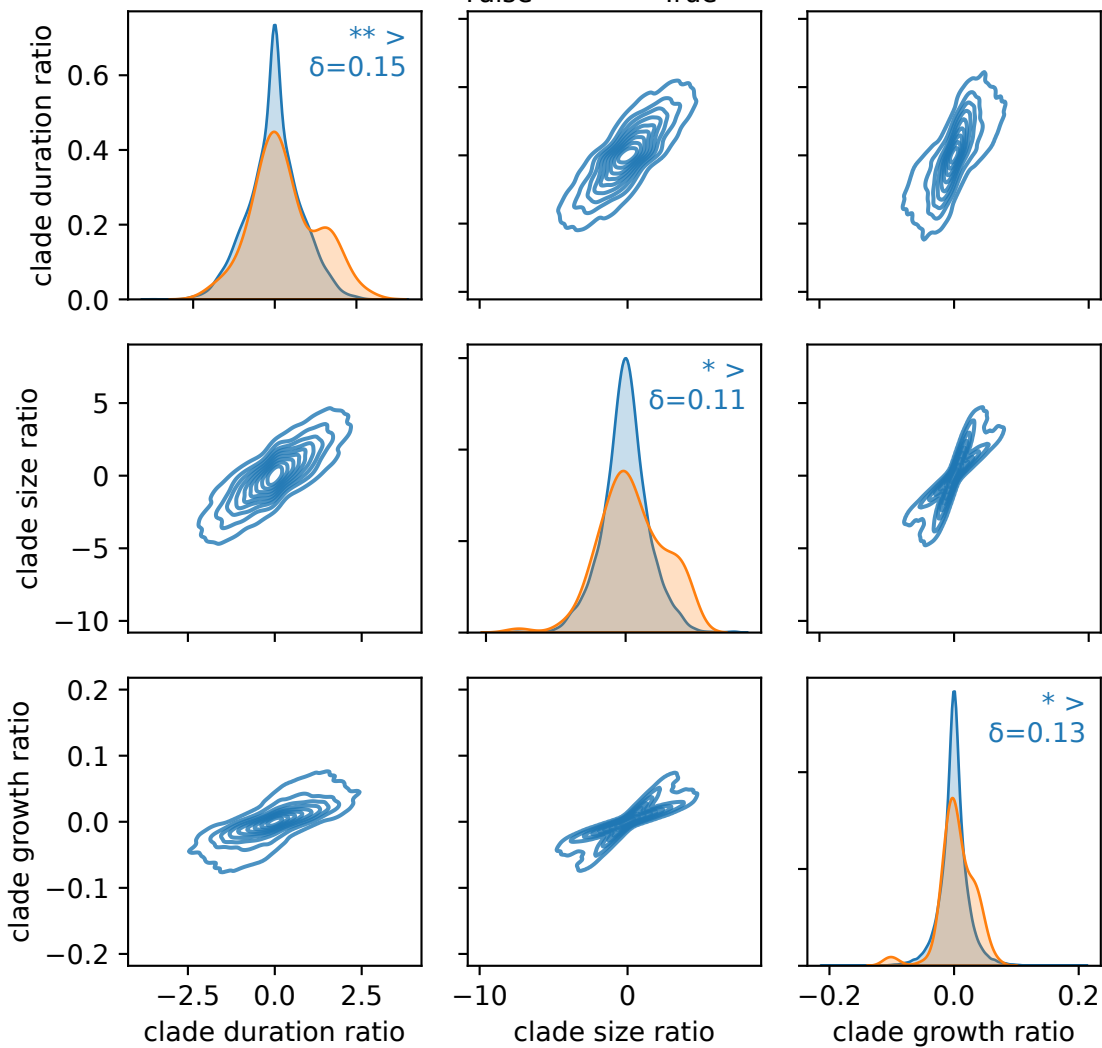 False True
clade duration ratio
0.6
0.4
0.2
0.0
** >
δ=0.15
clade size ratio
5
0
−5
−10
* >
δ=0.11
clade growth ratio
0.2
0.1
0.0
−0.1
−0.2
* >
δ=0.13
−2.5 0.0 2.5
−10 0
−0.2 0.0 0.2
clade duration ratio
clade size ratio
clade growth ratio